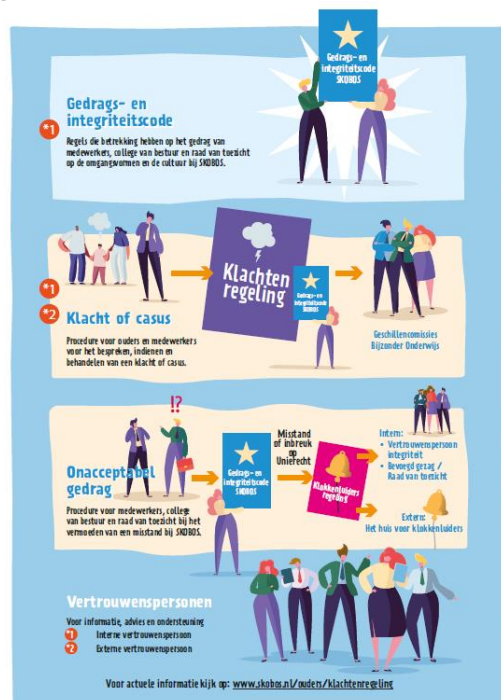 Gedrags- en
integriteitscode
SKOBOS
Gedrags- en
integriteitscode
*1
Regels die betrekking hebben op het gedrag van
medewerkers, college van bestuur en raad van toezicht
op de omgangsvormen en de cultuur bij SKOBOS.
Klachten
regeling
Gedrags- en
integriteitscode
SKOBOS
*1
*2
Klacht of casus
Procedure voor ouders en medewerkers
voor het bespreken, indienen en
behandelen van een klacht of casus.
Geschillencomissies
Bijzonder Onderwijs
!?
Onacceptabel
gedrag
Procedure voor medewerkers, college
van bestuur en raad van toezicht bij het
vermoeden van een misstand bij SKOBOS.
Gedrags- en
integriteitscode
SKOBOS
Misstand
of inbreuk
op
Unierecht
Klokkenluiders
regeling
Intern:
• Vertrouwenspersoon
integriteit
• Bevoegd gezag /
Raad van toezicht
Extern:
Het huis voor klokkenluiders
Vertrouwenspersonen
Voor informatie, advies en ondersteuning
*1 Interne vertrouwenspersoon
*2 Externe vertrouwenspersoon
Voor actuele informatie kijk op: www.skobos.nl/ouders/klachtenregeling